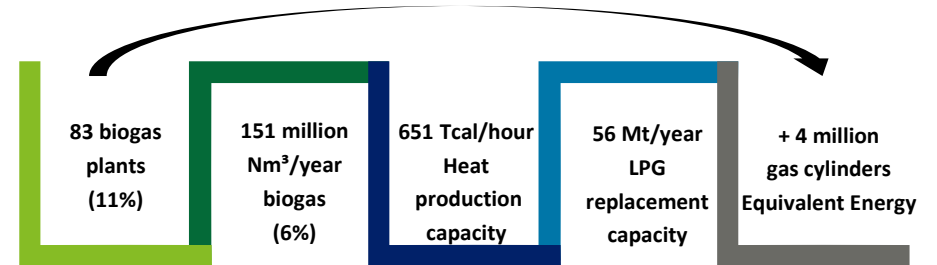 83 biogas
plants
(11%)
151 million
Nm³/year
biogas
(6%)
651 Tcal/hour
Heat
production
capacity
56 Mt/year
LPG
replacement
capacity
+ 4 million
gas cylinders
Equivalent Energy